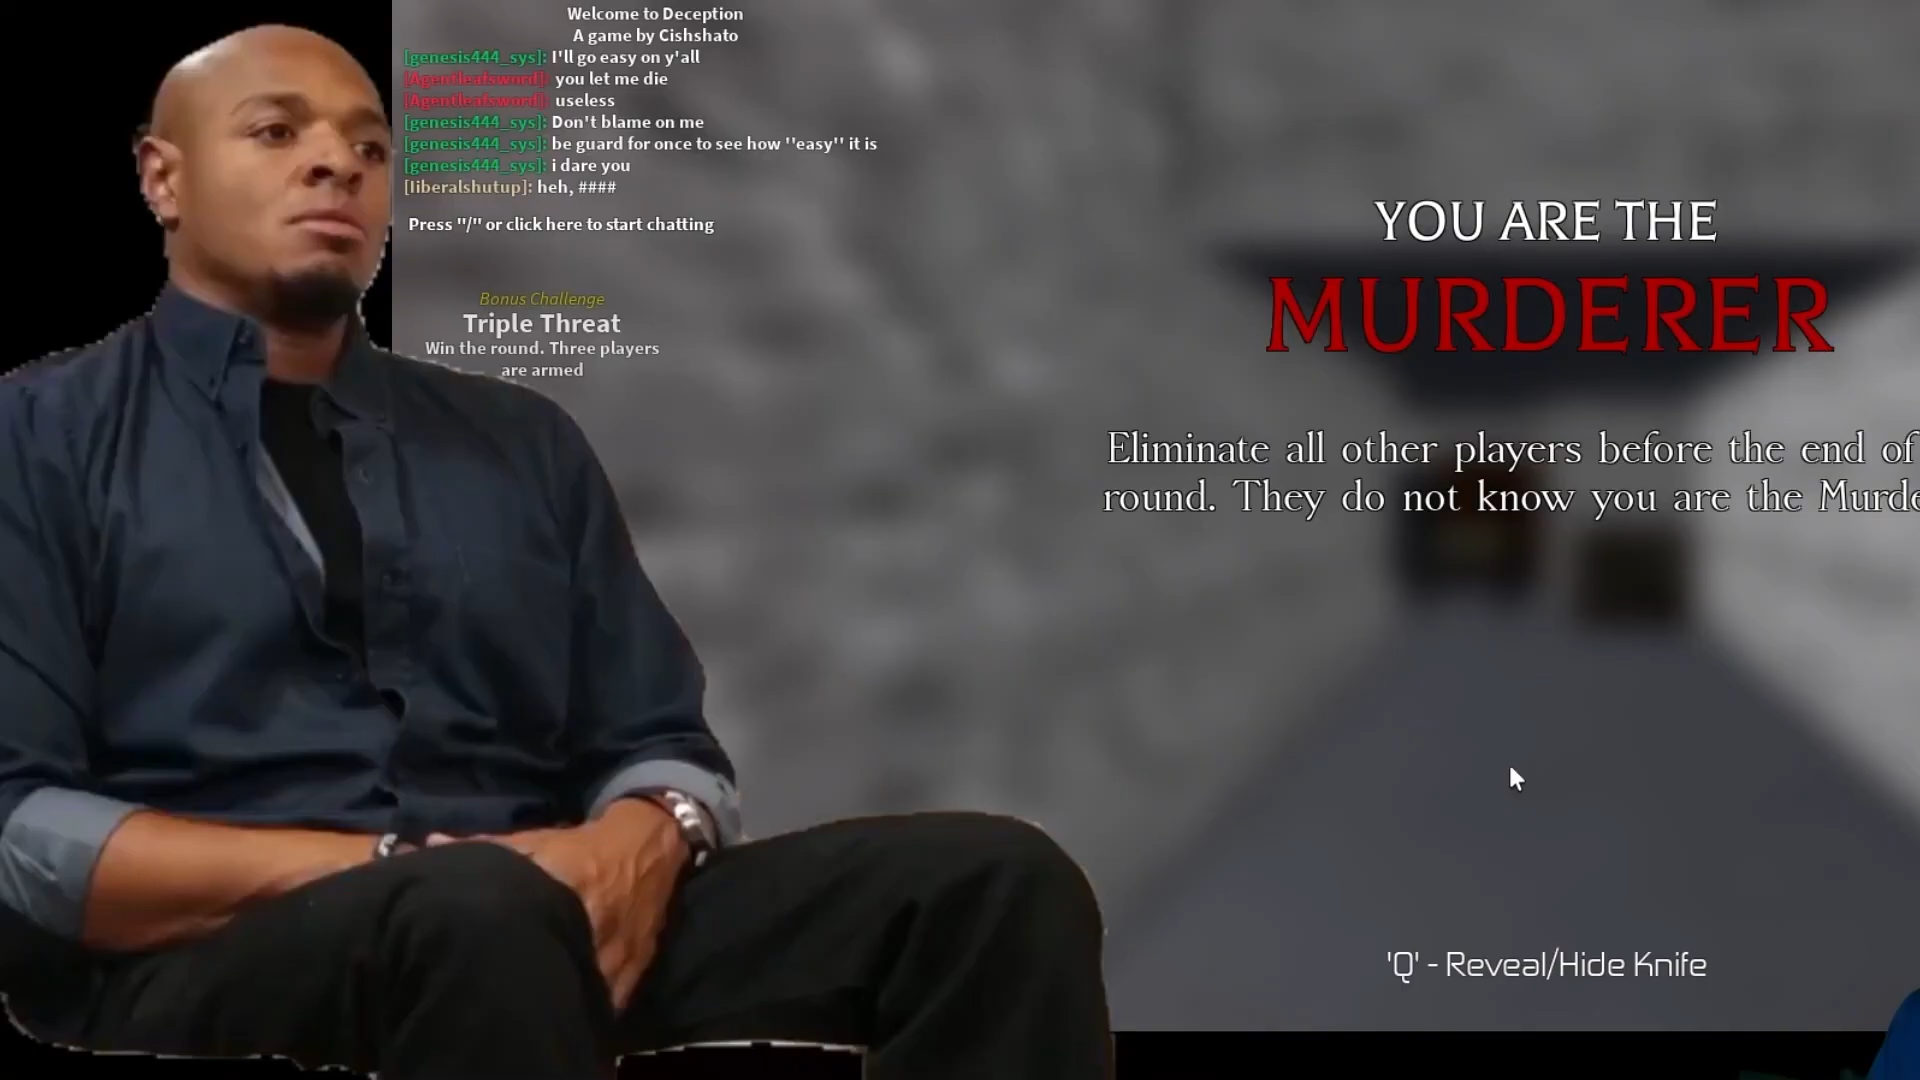 Welcome to Deception
A game by Cishshato
[genesis444_sys]: I'll go easy on y'all
[Agentleafsword]: you let me die
[Agentleafsword]: useless
[genesis444_sys]: Don't blame on me
[genesis444_sys]: be guard for once to see how ''easy'' it is
[genesis444_sys]: i dare you
[liberalshutup]: heh, ####
Press "/" or click here to start chatting
Bonus Challenge
Triple Threat
Win the round. Three players
are armed
YOU ARE THE
MURDERER
Eliminate all other players before the end of
round. They do not know you are the Murde
'Q' - Reveal/Hide Knife